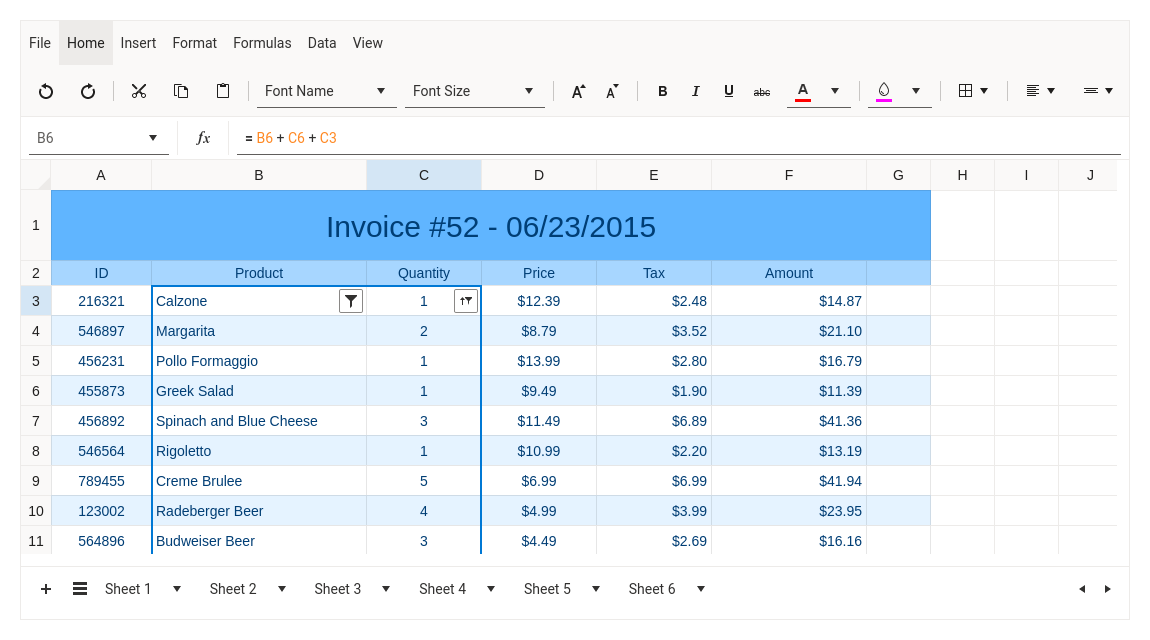 File Home Insert Format Formulas Data View
Font Name Font Size A A B I U abc A
B6 fx = B6 + C6 + C3
A B C D E F G H I J
1 Invoice #52 - 06/23/2015
2 ID Product Quantity Price Tax Amount
3 216321 Calzone 1 $12.39 $2.48 $14.87
4 546897 Margarita 2 $8.79 $3.52 $21.10
5 456231 Pollo Formaggio 1 $13.99 $2.80 $16.79
6 455873 Greek Salad 1 $9.49 $1.90 $11.39
7 456892 Spinach and Blue Cheese 3 $11.49 $6.89 $41.36
8 546564 Rigoletto 1 $10.99 $2.20 $13.19
9 789455 Creme Brulee 5 $6.99 $6.99 $41.94
10 123002 Radeberger Beer 4 $4.99 $3.99 $23.95
11 564896 Budweiser Beer 3 $4.49 $2.69 $16.16
Sheet 1 Sheet 2 Sheet 3 Sheet 4 Sheet 5 Sheet 6